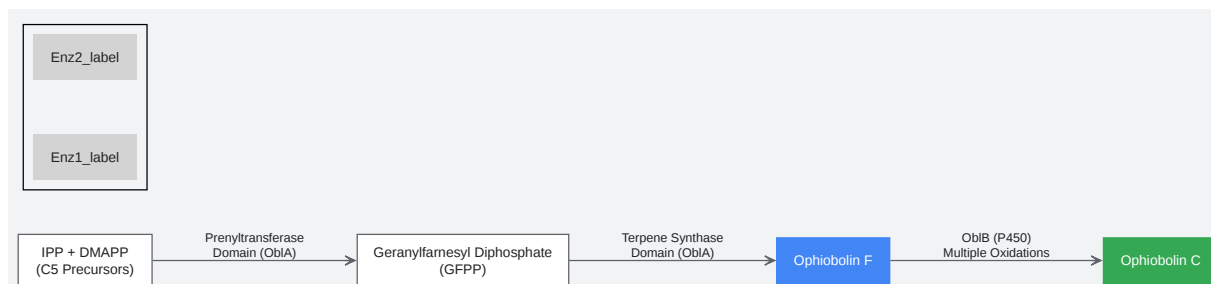 Enz2_label
Enz1_label
IPP + DMAPP
(C5 Precursors)
Prenyltransferase
Domain (OblA)
Geranylfarnesyl Diphosphate
(GFPP)
Terpene Synthase
Domain (OblA)
Ophiobolin F
OblB (P450)
Multiple Oxidations
Ophiobolin C